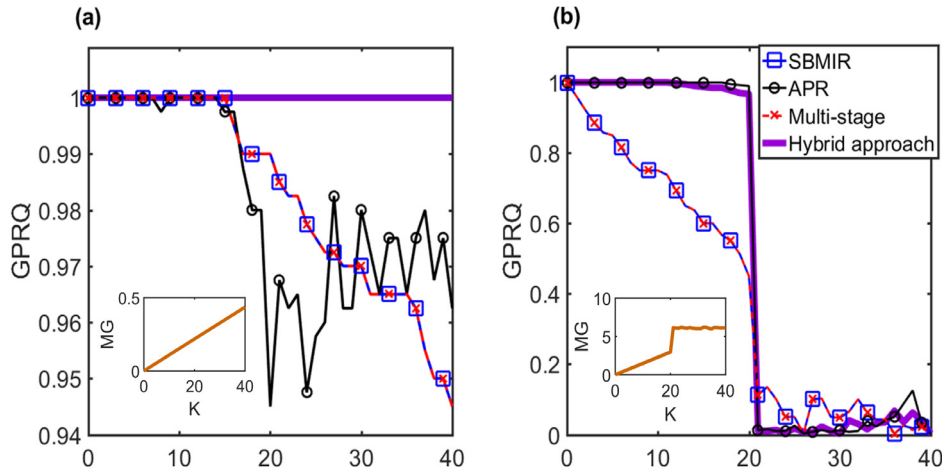 (a)
GPRQ
1
0.99
0.98
0.97
0.96
0.95
0.94
0 10 20 30 40
MG
0.5
0
0 20 40
K
(b)
GPRQ
1
0.8
0.6
0.4
0.2
0
0 10 20 30 40
MG
10
5
0
0 20 40
K
SBMIR
APR
Multi-stage
Hybrid approach